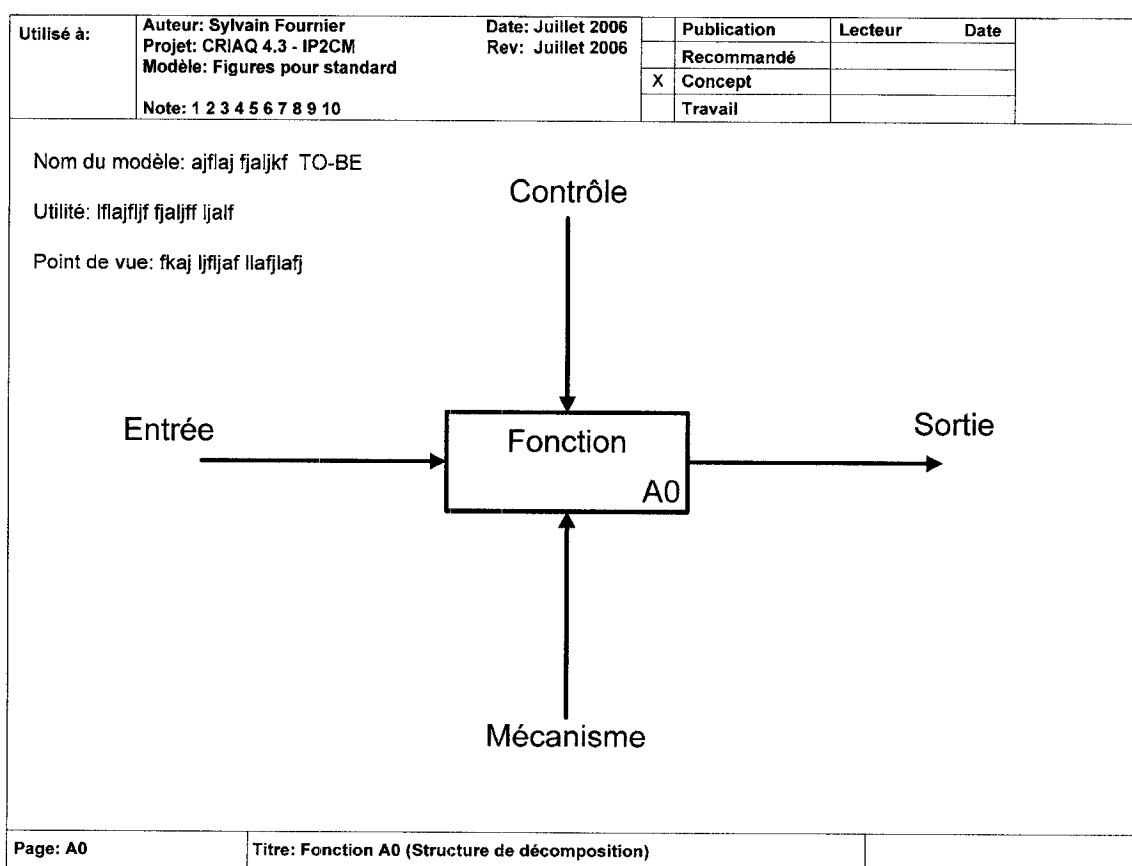 Utilisé à:
Auteur: Sylvain Fournier
Date: Juillet 2006
Projet: CRIAQ 4.3 - IP2CM
Rev: Juillet 2006
Modèle: Figures pour standard
Note: 1 2 3 4 5 6 7 8 9 10
Publication
Lecteur Date
Recommandé
X Concept
Travail
Nom du modèle: ajflaj fjaljkf TO-BE
Utilité: lflajfljf fjaljff ljalf
Point de vue: fkaj ljfljaf llafjlafj
Contrôle
Entrée
Fonction
A0
Sortie
Mécanisme
Page: A0
Titre: Fonction A0 (Structure de décomposition)